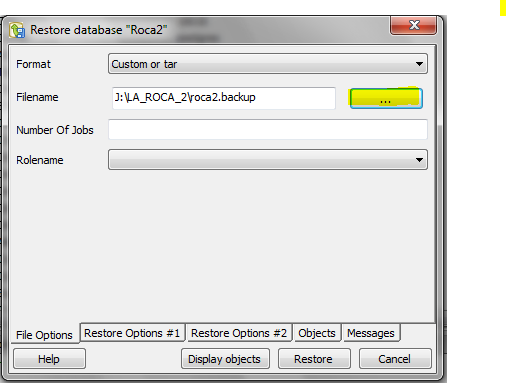 Restore database "Roca2"
Format Custom or tar
Filename J:\LA_ROCA_2\roca2.backup ...
Number Of Jobs
Rolename
File Options Restore Options #1 Restore Options #2 Objects Messages
Help Display objects Restore Cancel